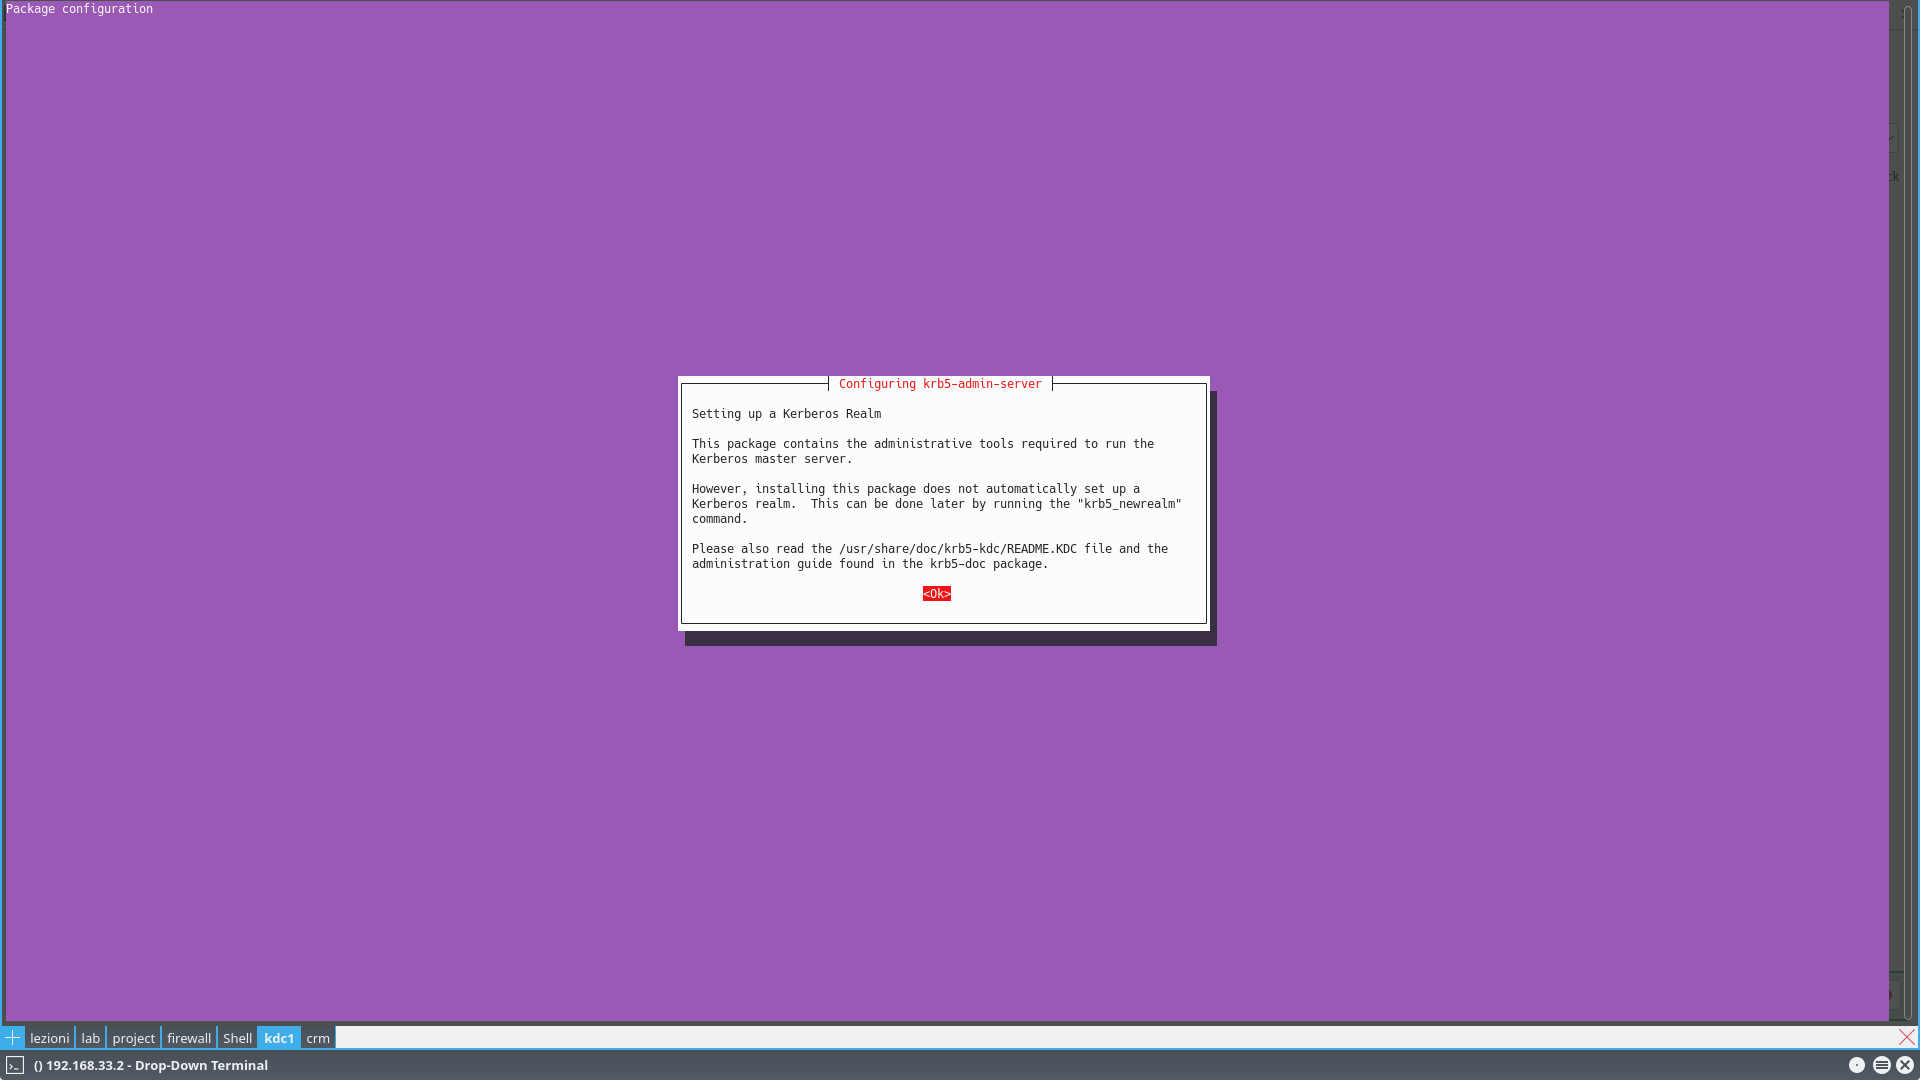 Package configuration
Configuring krb5-admin-server
Setting up a Kerberos Realm
This package contains the administrative tools required to run the
Kerberos master server.
However, installing this package does not automatically set up a
Kerberos realm.  This can be done later by running the "krb5_newrealm"
command.
Please also read the /usr/share/doc/krb5-kdc/README.KDC file and the
administration guide found in the krb5-doc package.
<Ok>
ck
lezioni lab project firewall Shell kdc1 crm
() 192.168.33.2 - Drop-Down Terminal